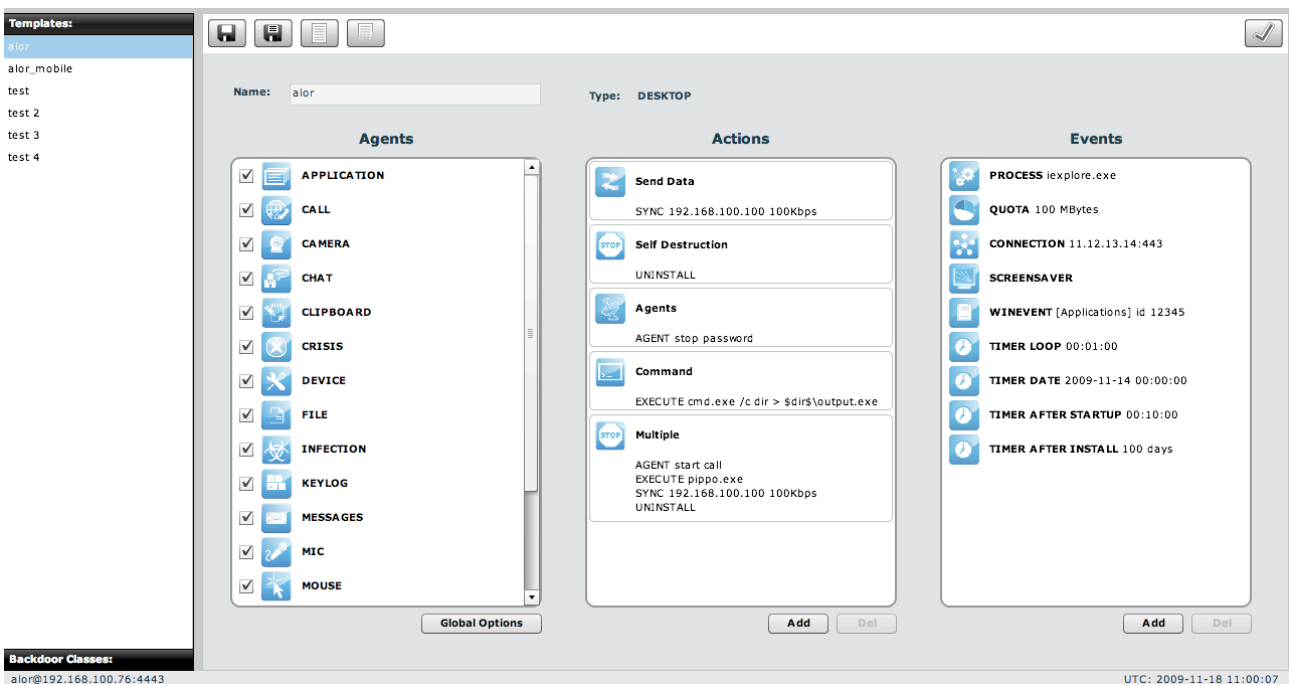 Templates:
alor
alor_mobile
test
test 2
test 3
test 4
Backdoor Classes:
Name: alor
Type: DESKTOP
Agents
APPLICATION
CALL
CAMERA
CHAT
CLIPBOARD
CRISIS
DEVICE
FILE
INFECTION
KEYLOG
MESSAGES
MIC
MOUSE
Global Options
Actions
Send Data
SYNC 192.168.100.100 100Kbps
STOP
Self Destruction
UNINSTALL
Agents
AGENT stop password
Command
EXECUTE cmd.exe /c dir > $dir$\output.exe
STOP
Multiple
AGENT start call
EXECUTE pippo.exe
SYNC 192.168.100.100 100Kbps
UNINSTALL
Add Del
Events
PROCESS iexplore.exe
QUOTA 100 MBytes
CONNECTION 11.12.13.14:443
SCREENSAVER
WINEVENT [Applications] id 12345
TIMER LOOP 00:01:00
TIMER DATE 2009-11-14 00:00:00
TIMER AFTER STARTUP 00:10:00
TIMER AFTER INSTALL 100 days
Add Del
alor@192.168.100.76:4443
UTC: 2009-11-18 11:00:07